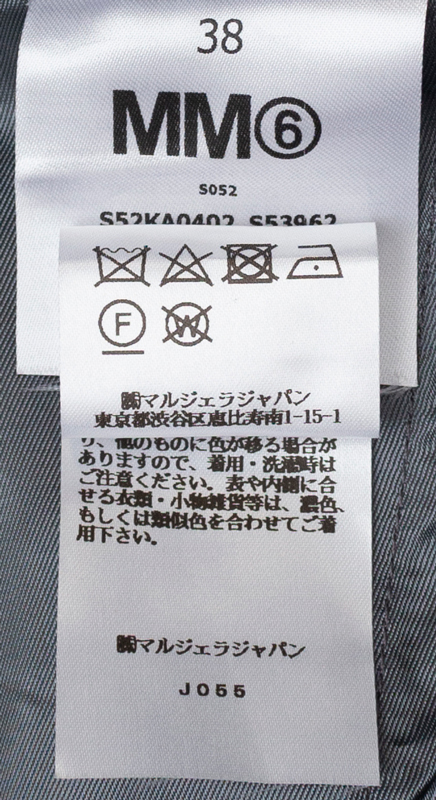 38
MM⑥
S052
S52KA0402 S53962
F
W
㈱マルジェラジャパン
東京都渋谷区恵比寿南1-15-1
り、他のものに色が移る場合が
ありますので、着用・洗濯時は
ご注意ください。表や内側に合
せる衣類・小物雑貨等は、濃色、
もしくは類似色を合わせてご着
用下さい。
㈱マルジェラジャパン
J055